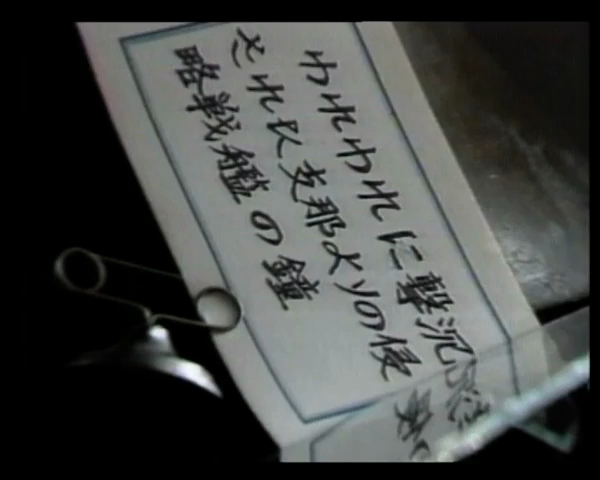 われわれに撃沈
された支那よりの侵
略戦艦の鐘